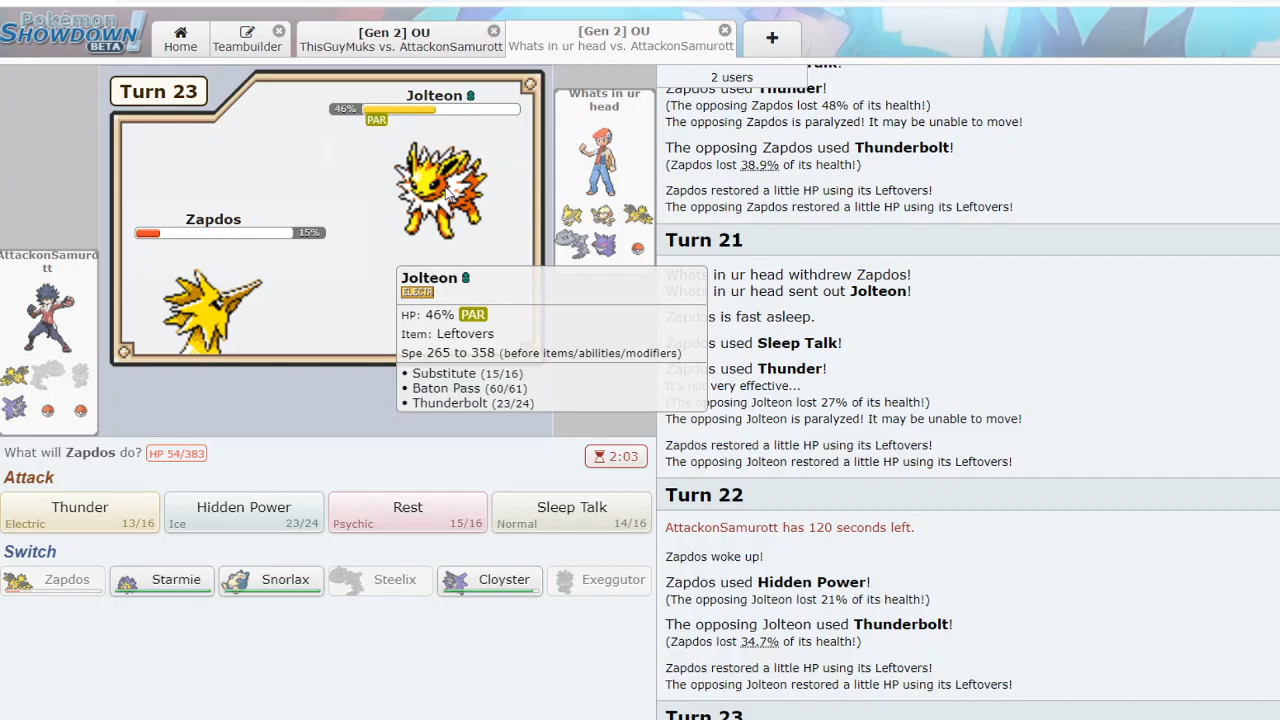 Pokémon
Showdown
BETA
Home
Teambuilder
[Gen 2] OU
ThisGuyMuks vs. AttackonSamurott
[Gen 2] OU
Whats in ur head vs. AttackonSamurott
+
Turn 23
Jolteon
46%
PAR
Zapdos
15%
Whats in ur
head
AttackonSamuro
tt
Jolteon
ELECTR
HP: 46% PAR
Item: Leftovers
Spe 265 to 358 (before items/abilities/modifiers)
• Substitute (15/16)
• Baton Pass (60/61)
• Thunderbolt (23/24)
What will Zapdos do? HP 54/383
2:03
Attack
Thunder
Electric 13/16
Hidden Power
Ice 23/24
Rest
Psychic 15/16
Sleep Talk
Normal 14/16
Switch
Zapdos
Starmie
Snorlax
Steelix
Cloyster
Exeggutor
2 users
Thunder!
(The opposing Zapdos lost 48% of its health!)
The opposing Zapdos is paralyzed! It may be unable to move!
The opposing Zapdos used Thunderbolt!
(Zapdos lost 38.9% of its health!)
Zapdos restored a little HP using its Leftovers!
The opposing Zapdos restored a little HP using its Leftovers!
Turn 21
Whats in ur head withdrew Zapdos!
Whats in ur head sent out Jolteon!
Zapdos is fast asleep.
Zapdos used Sleep Talk!
Zapdos used Thunder!
It's not very effective...
(The opposing Jolteon lost 27% of its health!)
The opposing Jolteon is paralyzed! It may be unable to move!
Zapdos restored a little HP using its Leftovers!
The opposing Jolteon restored a little HP using its Leftovers!
Turn 22
AttackonSamurott has 120 seconds left.
Zapdos woke up!
Zapdos used Hidden Power!
(The opposing Jolteon lost 21% of its health!)
The opposing Jolteon used Thunderbolt!
(Zapdos lost 34.7% of its health!)
Zapdos restored a little HP using its Leftovers!
The opposing Jolteon restored a little HP using its Leftovers!
Turn 23